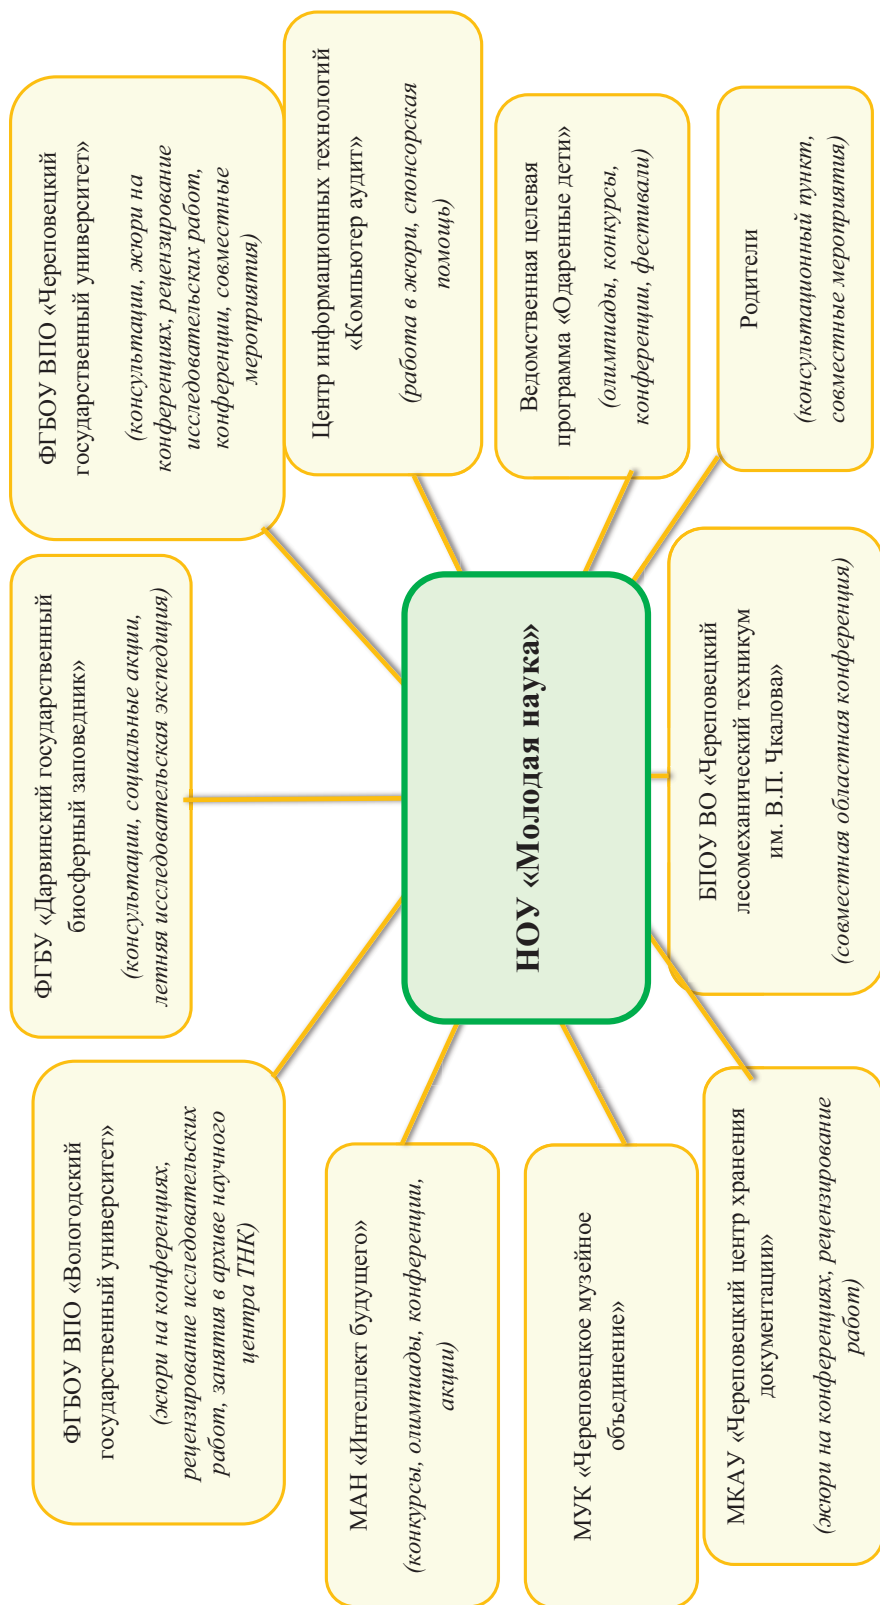 ФГБОУ ВПО «Вологодский
государственный университет»
(жюри на конференциях,
рецензирование исследовательских
работ, занятия в архиве научного
центра ТНК)
ФГБУ «Дарвинский государственный
биосферный заповедник»
(консультации, социальные акции,
летняя исследовательская экспедиция)
ФГБОУ ВПО «Череповецкий
государственный университет»
(консультации, жюри на
конференциях, рецензирование
исследовательских работ,
конференции, совместные
мероприятия)
МАН «Интеллект будущего»
(конкурсы, олимпиады, конференции,
акции)
НОУ «Молодая наука»
Центр информационных технологий
«Компьютер аудит»
(работа в жюри, спонсорская
помощь)
МУК «Череповецкое музейное
объединение»
Ведомственная целевая
программа «Одаренные дети»
(олимпиады, конкурсы,
конференции, фестивали)
МКАУ «Череповецкий центр хранения
документации»
(жюри на конференциях, рецензирование
работ)
БПОУ ВО «Череповецкий
лесомеханический техникум
им. В.П. Чкалова»
(совместная областная конференция)
Родители
(консультационный пункт,
совместные мероприятия)